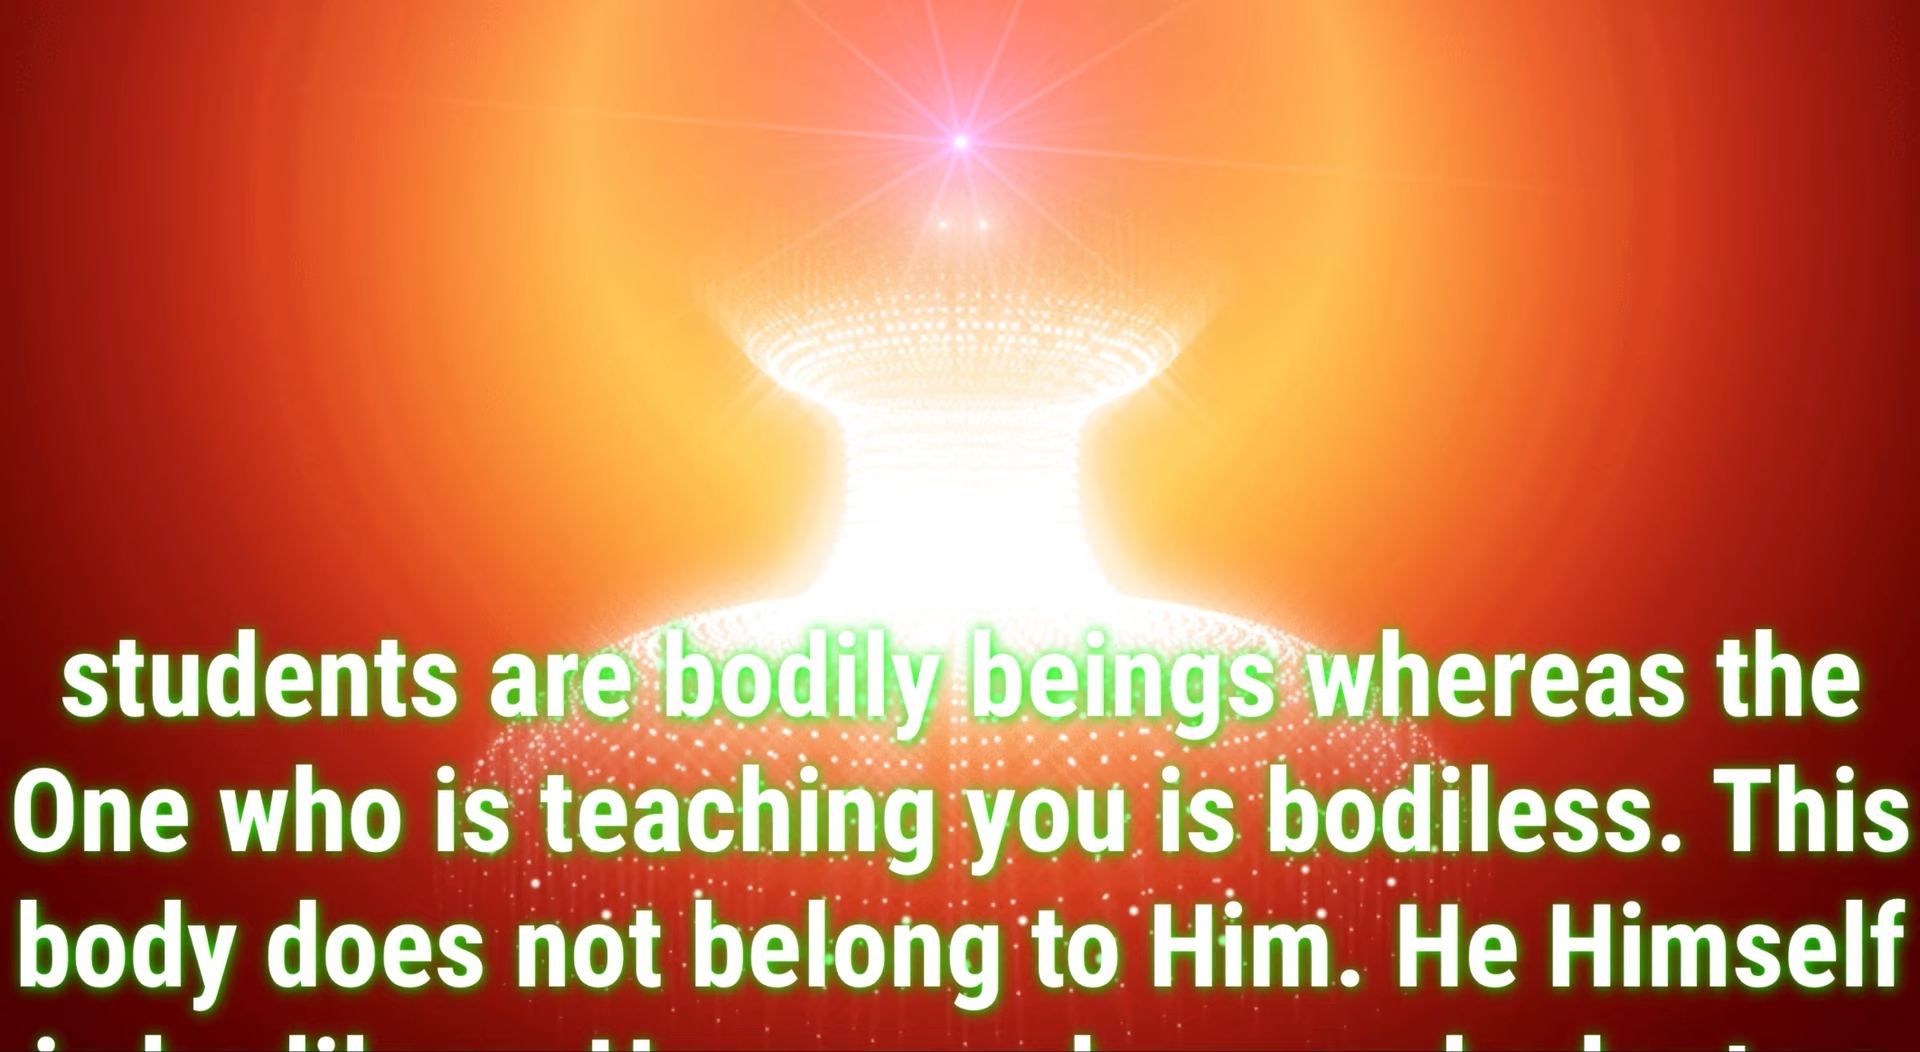 students are bodily beings whereas the
One who is teaching you is bodiless. This
body does not belong to Him. He Himself